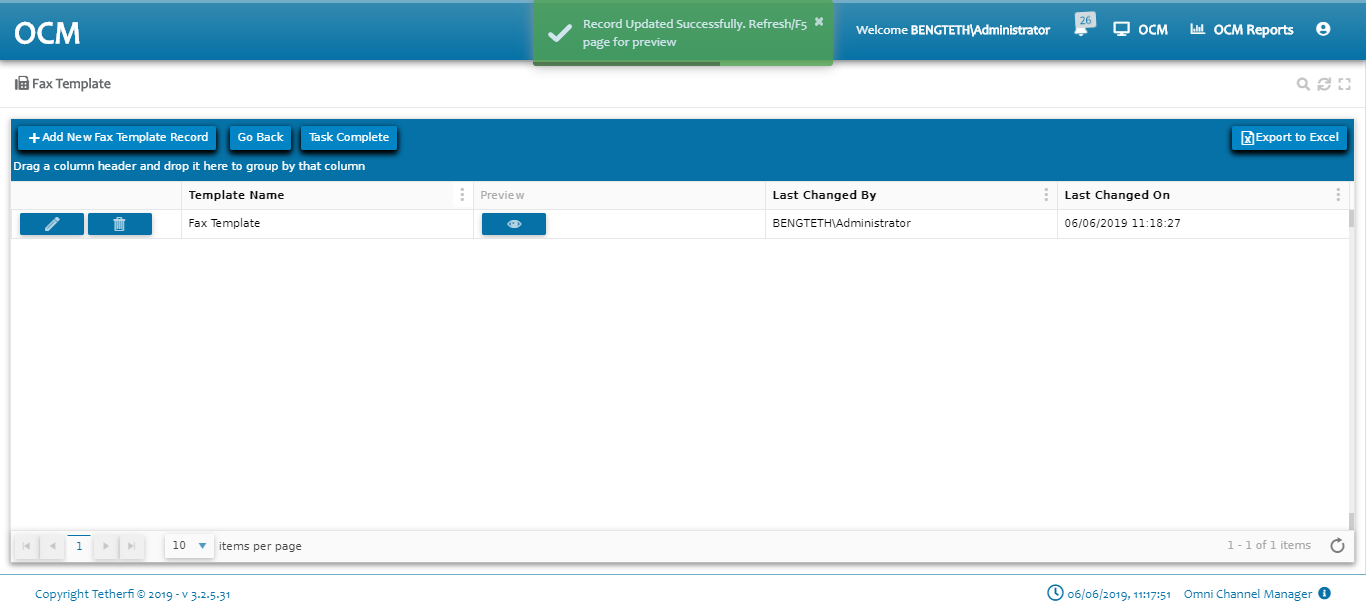 OCM
Record Updated Successfully. Refresh/F5
page for preview
Welcome BENGTETH\Administrator
26
OCM
OCM Reports
Fax Template
Add New Fax Template Record
Go Back
Task Complete
Export to Excel
Drag a column header and drop it here to group by that column
Template Name
Preview
Last Changed By
Last Changed On
Fax Template
BENGTETH\Administrator
06/06/2019 11:18:27
1
10
items per page
1 - 1 of 1 items
Copyright Tetherfi © 2019 - v 3.2.5.31
06/06/2019, 11:17:51
Omni Channel Manager